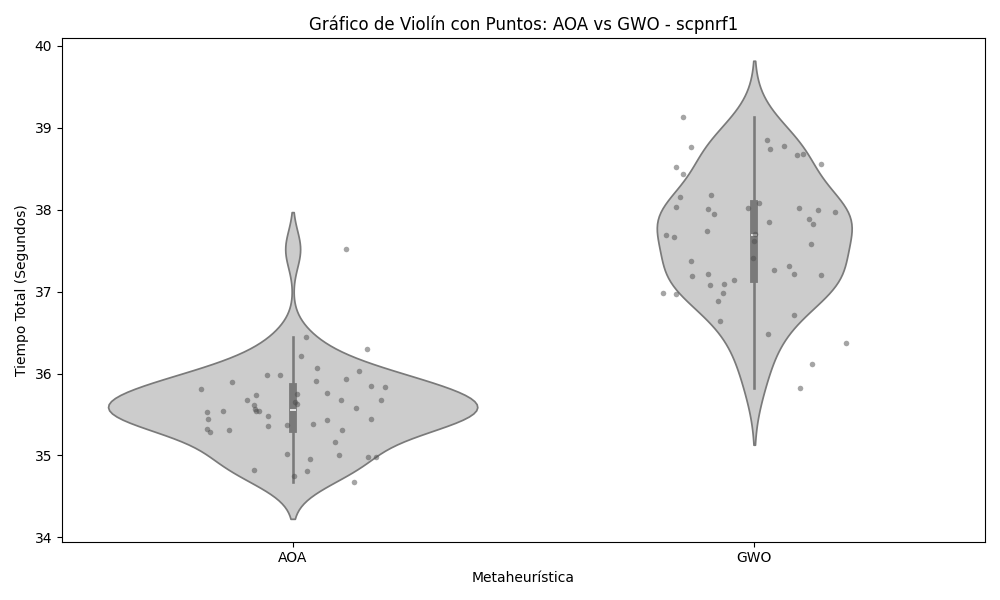 Gráfico de Violín con Puntos: AOA vs GWO - scpnrf1
Tiempo Total (Segundos)
40
39
38
37
36
35
34
AOA
GWO
Metaheurística